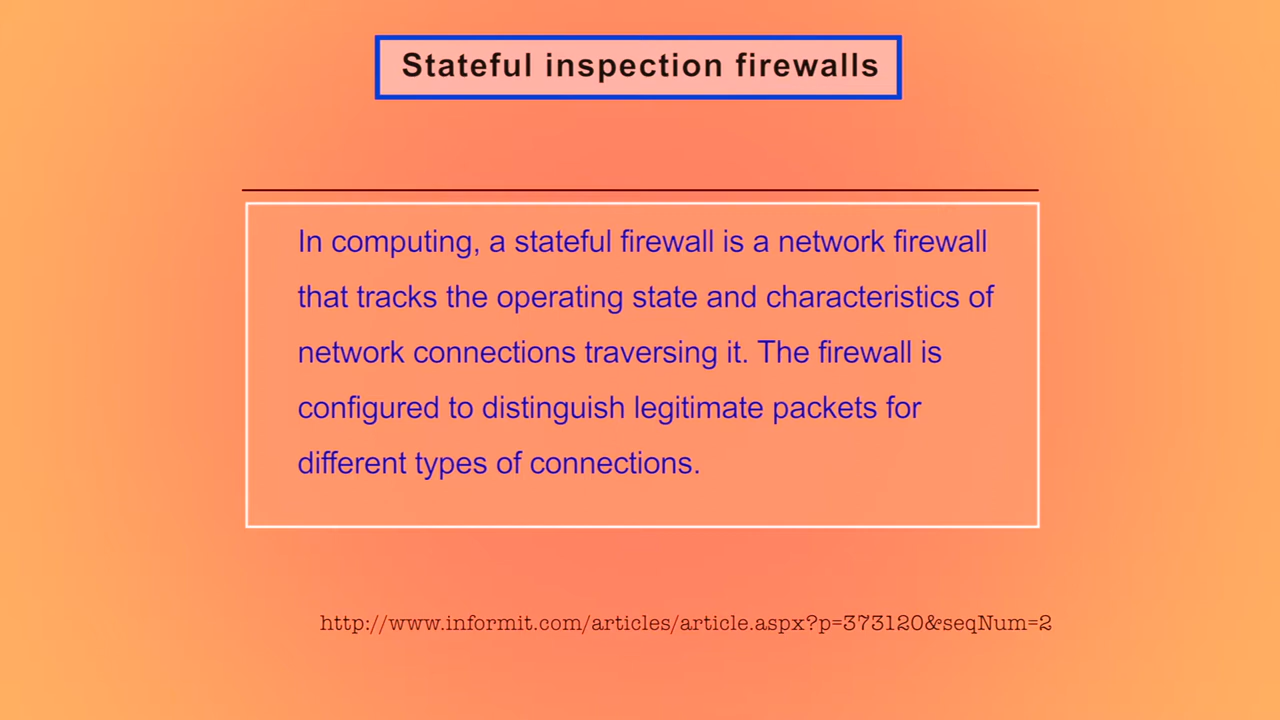 Stateful inspection firewalls
In computing, a stateful firewall is a network firewall
that tracks the operating state and characteristics of
network connections traversing it. The firewall is
configured to distinguish legitimate packets for
different types of connections.
http://www.informit.com/articles/article.aspx?p=373120&seqNum=2